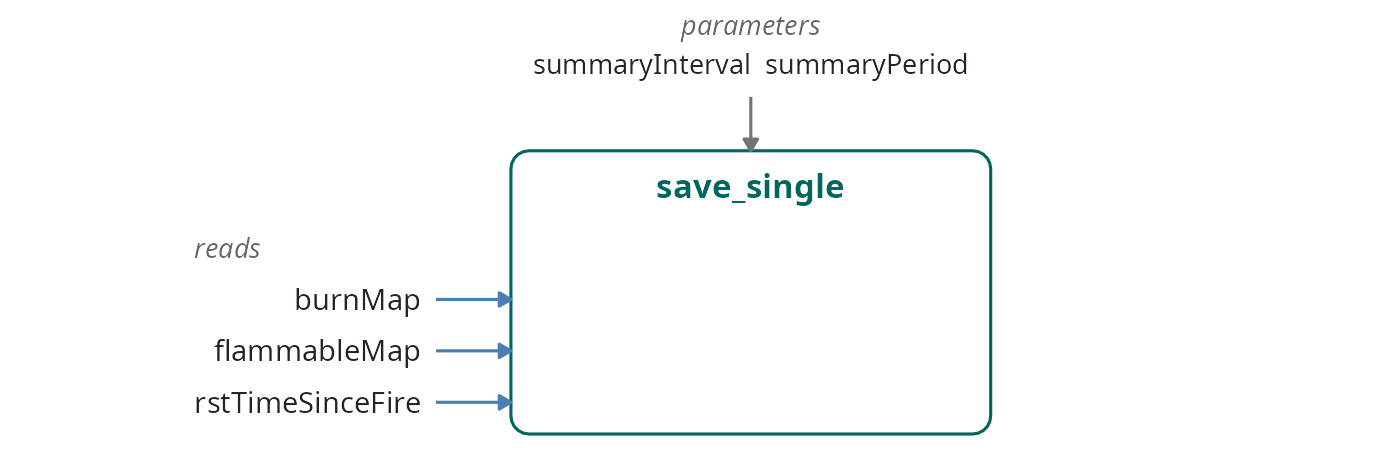 parameters
summaryInterval summaryPeriod
save_single
reads
burnMap
flammableMap
rstTimeSinceFire